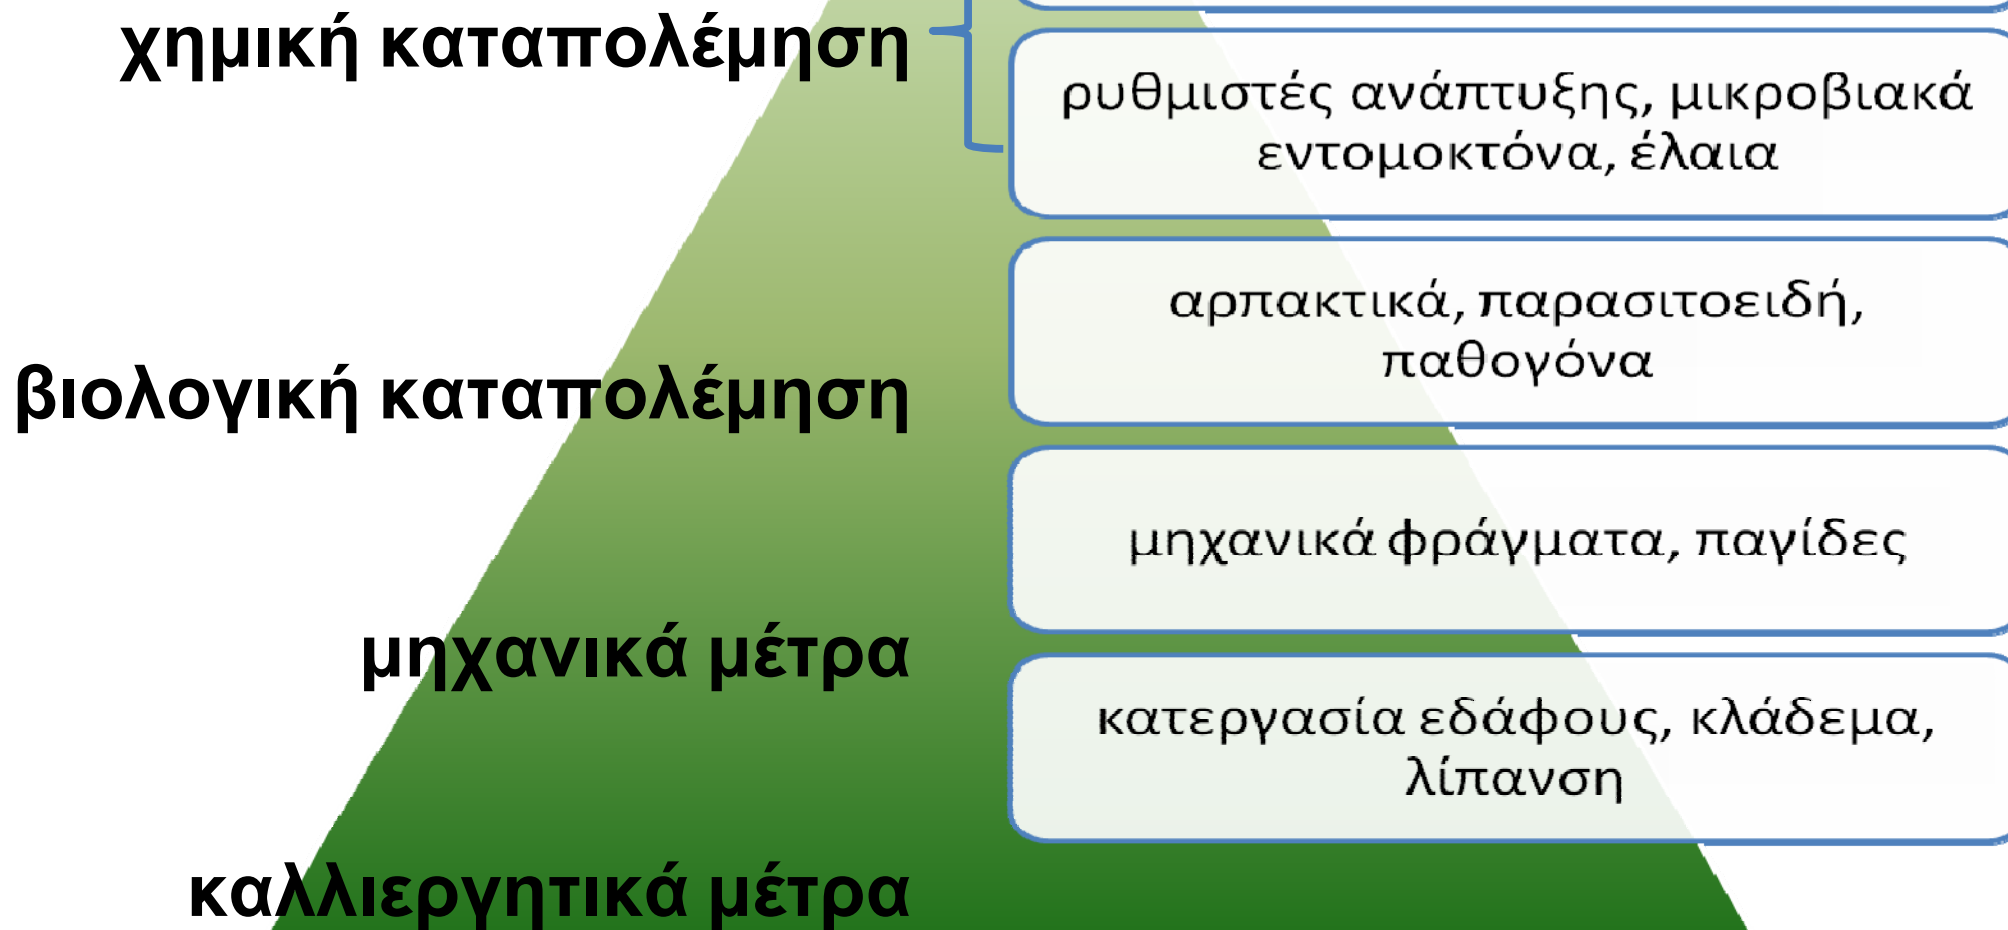 χημική καταπολέμηση
ρυθμιστές ανάπτυξης, μικροβιακά
εντομοκτόνα, έλαια
αρπακτικά, παρασιτοειδή,
παθογόνα
βιολογική καταπολέμηση
μηχανικά φράγματα, παγίδες
μηχανικά μέτρα
κατεργασία εδάφους, κλάδεμα,
λίπανση
καλλιεργητικά μέτρα